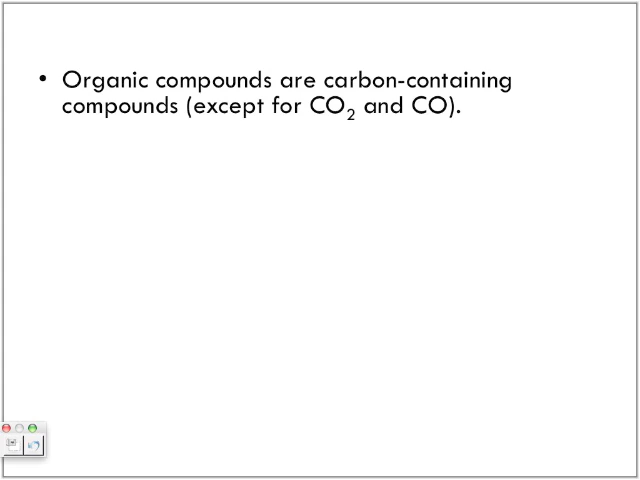 • Organic compounds are carbon-containing
compounds (except for CO₂ and CO).